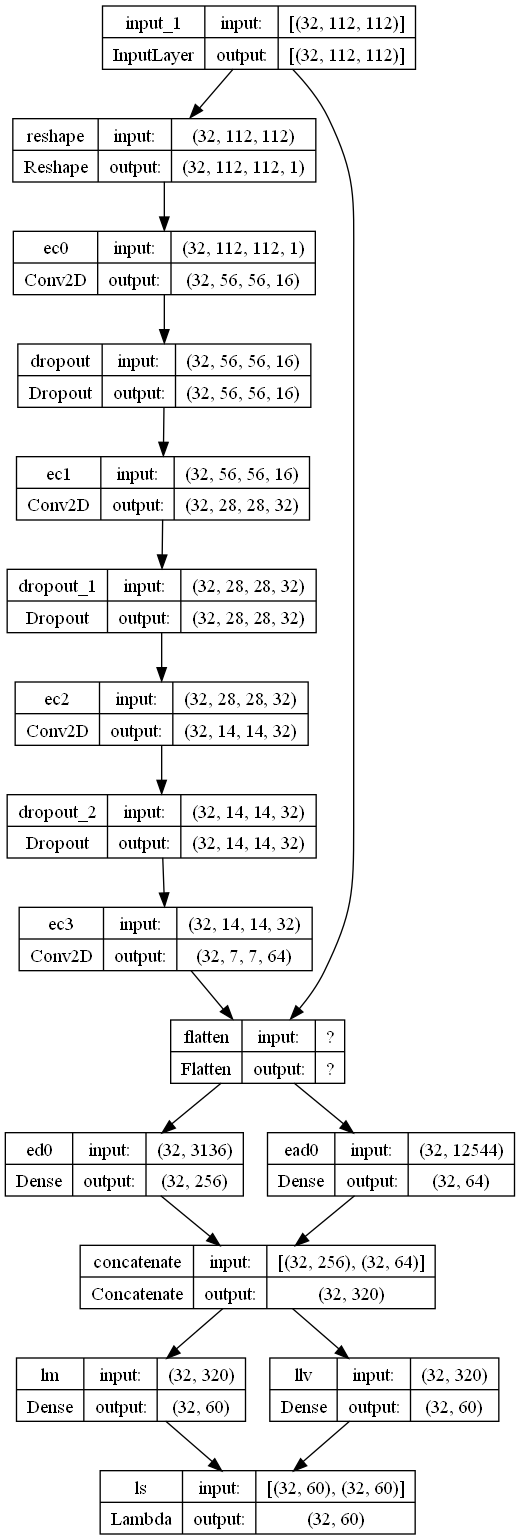 input_1 input: [(32, 112, 112)]
InputLayer output: [(32, 112, 112)]
reshape input: (32, 112, 112)
Reshape output: (32, 112, 112, 1)
ec0 input: (32, 112, 112, 1)
Conv2D output: (32, 56, 56, 16)
dropout input: (32, 56, 56, 16)
Dropout output: (32, 56, 56, 16)
ec1 input: (32, 56, 56, 16)
Conv2D output: (32, 28, 28, 32)
dropout_1 input: (32, 28, 28, 32)
Dropout output: (32, 28, 28, 32)
ec2 input: (32, 28, 28, 32)
Conv2D output: (32, 14, 14, 32)
dropout_2 input: (32, 14, 14, 32)
Dropout output: (32, 14, 14, 32)
ec3 input: (32, 14, 14, 32)
Conv2D output: (32, 7, 7, 64)
flatten input: ?
Flatten output: ?
ed0 input: (32, 3136)
Dense output: (32, 256)
ead0 input: (32, 12544)
Dense output: (32, 64)
concatenate input: [(32, 256), (32, 64)]
Concatenate output: (32, 320)
lm input: (32, 320)
Dense output: (32, 60)
llv input: (32, 320)
Dense output: (32, 60)
ls input: [(32, 60), (32, 60)]
Lambda output: (32, 60)